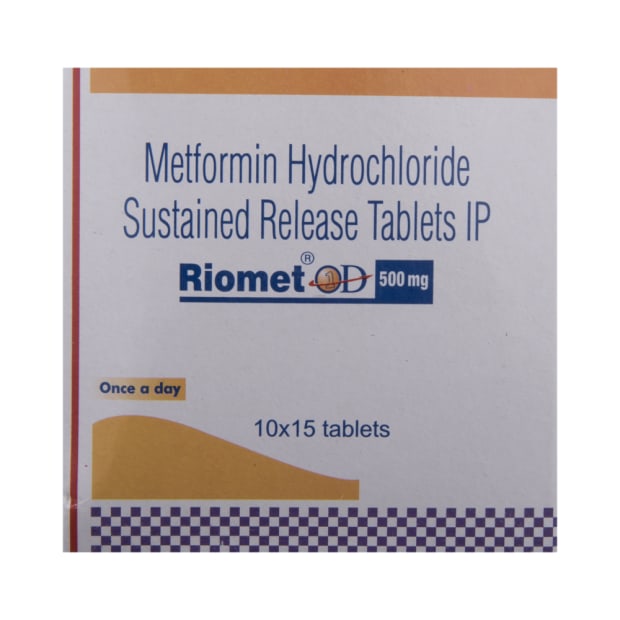 Metformin Hydrochloride
Sustained Release Tablets IP
Riomet® OD 500 mg
Once a day
10x15 tablets